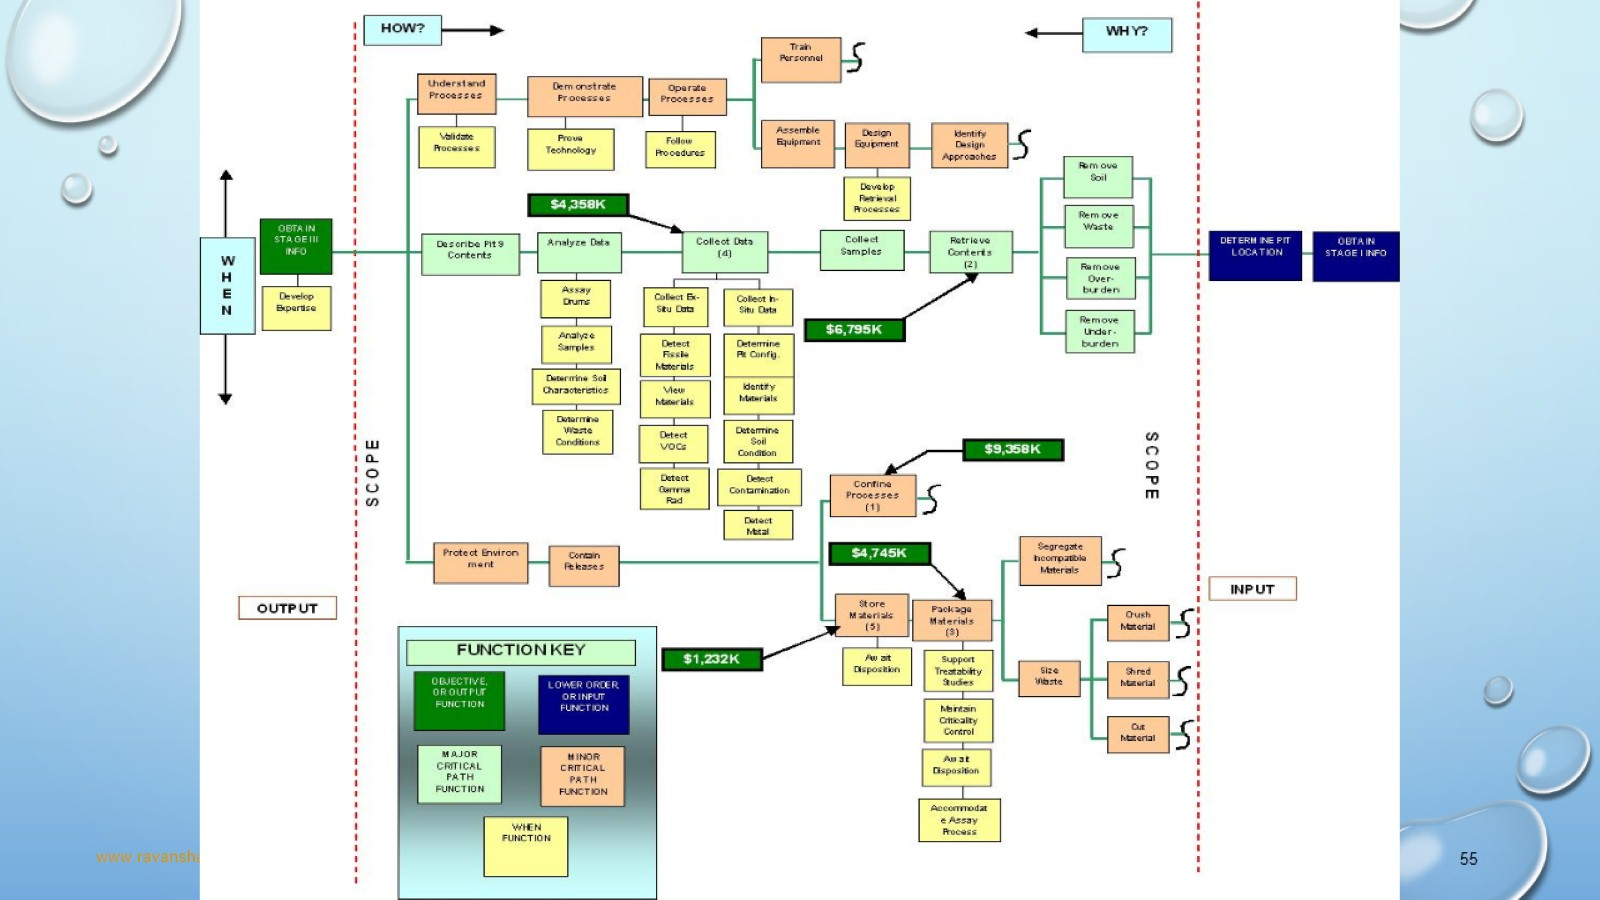 HOW?
WHY?
Train
Personnel
Understand
Processes
Demonstrate
Processes
Operate
Processes
Validate
Processes
Prove
Technology
Follow
Procedures
Assemble
Equipment
Design
Equipment
Identify
Design
Approaches
Develop
Retrieval
Processes
$4,358K
Remove
Soil
W
H
E
N
OBTAIN
STAGE III
INFO
Develop
Expertise
Describe Pit 9
Contents
Analyze Data
Collect Data
(4)
Collect
Samples
Retrieve
Contents
(2)
Remove
Waste
Remove
Over-
burden
Remove
Under-
burden
DETERMINE PIT
LOCATION
OBTAIN
STAGE I INFO
Assay
Drums
Analyze
Samples
Determine Soil
Characteristics
Determine
Waste
Conditions
Collect Ex-
Situ Data
Detect
Fissile
Materials
View
Materials
Detect
VOCs
Detect
Gamma
Rad
Collect In-
Situ Data
Determine
Pit Config.
Identify
Materials
Determine
Soil
Condition
Detect
Contamination
Detect
Metal
$6,795K
SCOPE
SCOPE
$9,358K
Confine
Processes
(1)
Protect Environ
ment
Contain
Releases
$4,745K
Segregate
Incompatible
Materials
OUTPUT
INPUT
Store
Materials
(5)
Package
Materials
(3)
Crush
Material
$1,232K
Await
Disposition
Support
Treatability
Studies
Size
Waste
Shred
Material
Maintain
Criticality
Control
Cut
Material
Await
Disposition
Accommodat
e Assay
Process
FUNCTION KEY
OBJECTIVE,
OR OUTPUT
FUNCTION
LOWER ORDER,
OR INPUT
FUNCTION
MAJOR
CRITICAL
PATH
FUNCTION
MINOR
CRITICAL
PATH
FUNCTION
WHEN
FUNCTION
www.ravansha
55